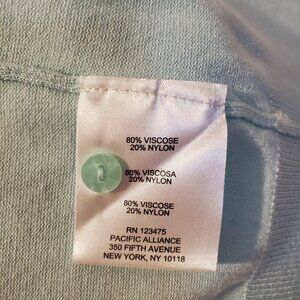 80% VISCOSE
20% NYLON
80% VISCOSA
20% NYLON
80% VISCOSE
20% NYLON
RN 123475
PACIFIC ALLIANCE
350 FIFTH AVENUE
NEW YORK, NY 10118